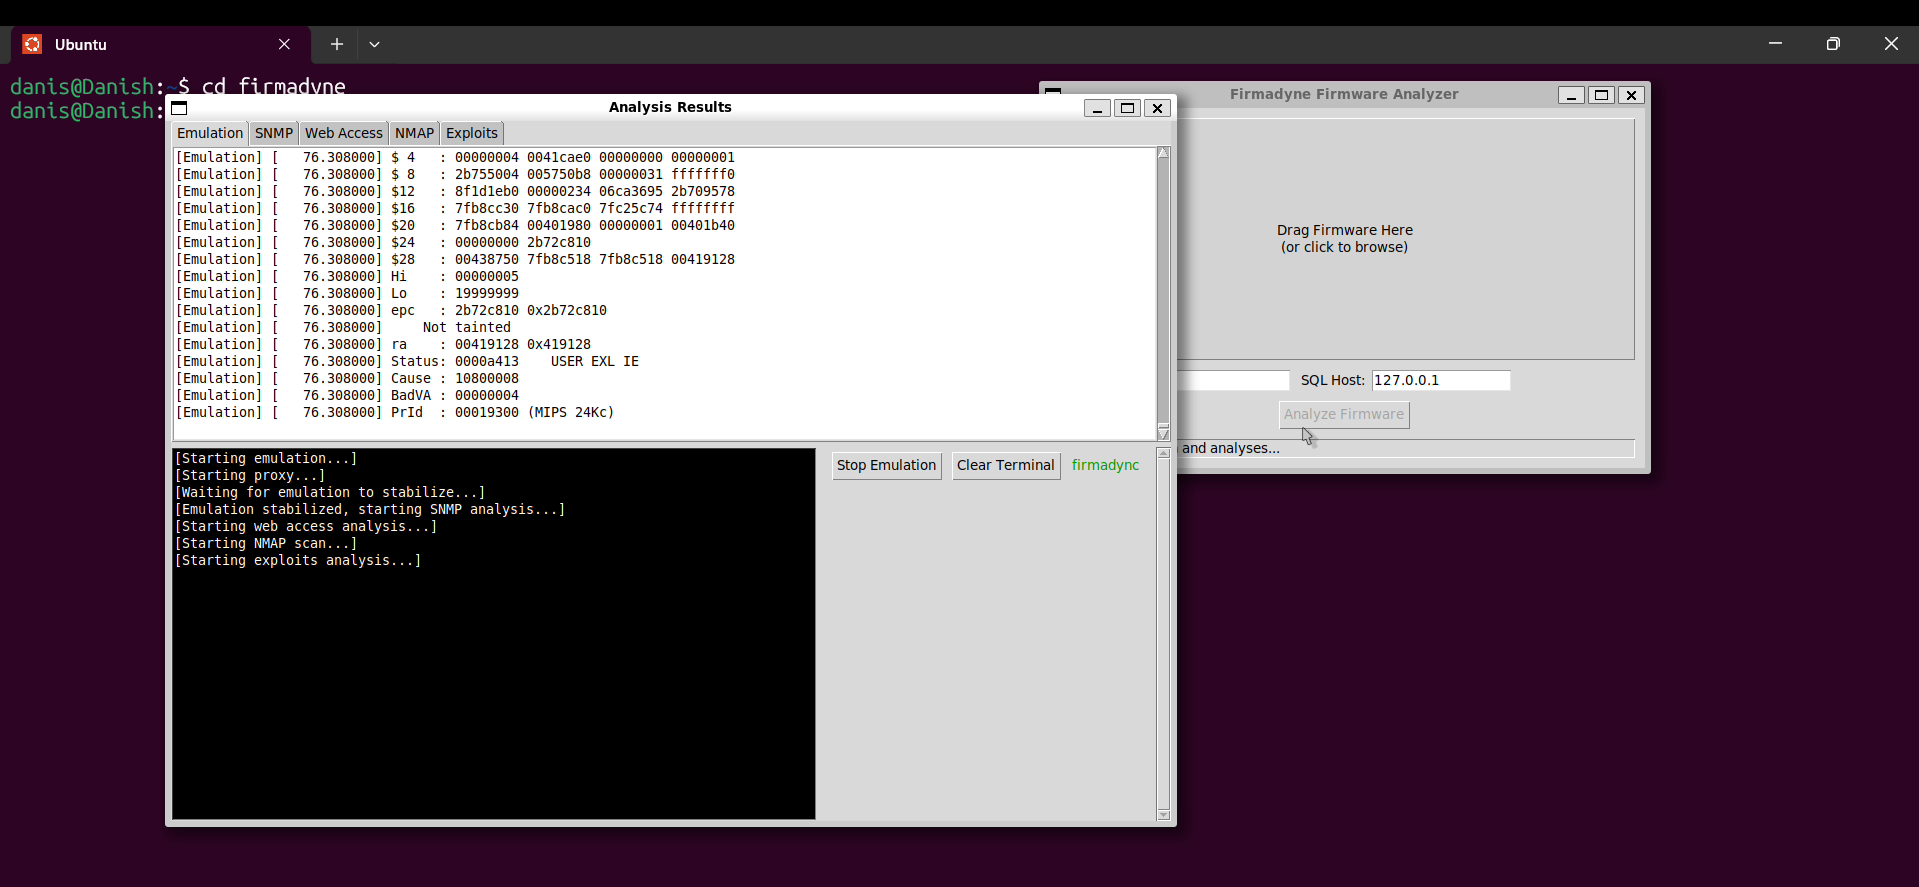 Ubuntu
danis@Danish:~$ cd firmadyne
danis@Danish:
Analysis Results
Emulation SNMP Web Access NMAP Exploits
[Emulation] [   76.308000] $ 4   : 00000004 0041cae0 00000000 00000001
[Emulation] [   76.308000] $ 8   : 2b755004 005750b8 00000031 fffffff0
[Emulation] [   76.308000] $12   : 8f1d1eb0 00000234 06ca3695 2b709578
[Emulation] [   76.308000] $16   : 7fb8cc30 7fb8cac0 7fc25c74 ffffffff
[Emulation] [   76.308000] $20   : 7fb8cb84 00401980 00000001 00401b40
[Emulation] [   76.308000] $24   : 00000000 2b72c810
[Emulation] [   76.308000] $28   : 00438750 7fb8c518 7fb8c518 00419128
[Emulation] [   76.308000] Hi    : 00000005
[Emulation] [   76.308000] Lo    : 19999999
[Emulation] [   76.308000] epc   : 2b72c810 0x2b72c810
[Emulation] [   76.308000]     Not tainted
[Emulation] [   76.308000] ra    : 00419128 0x419128
[Emulation] [   76.308000] Status: 0000a413    USER EXL IE
[Emulation] [   76.308000] Cause : 10800008
[Emulation] [   76.308000] BadVA : 00000004
[Emulation] [   76.308000] PrId  : 00019300 (MIPS 24Kc)
[Starting emulation...]
[Starting proxy...]
[Waiting for emulation to stabilize...]
[Emulation stabilized, starting SNMP analysis...]
[Starting web access analysis...]
[Starting NMAP scan...]
[Starting exploits analysis...]
Stop Emulation Clear Terminal firmadync
Firmadyne Firmware Analyzer
Drag Firmware Here
(or click to browse)
SQL Host: 127.0.0.1
Analyze Firmware
and analyses...